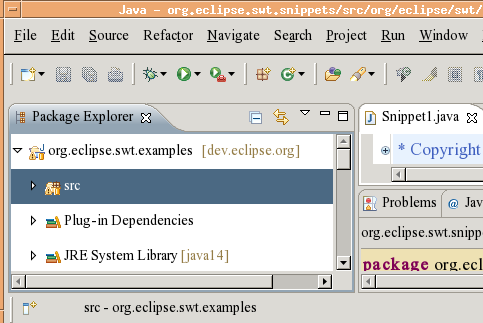 Java - org.eclipse.swt.snippets/src/org/eclipse/swt/
File Edit Source Refactor Navigate Search Project Run Window
Package Explorer
Snippet1.java
org.eclipse.swt.examples [dev.eclipse.org]
* Copyright
src
Problems @ Jav
Plug-in Dependencies
org.eclipse.swt.snipp
JRE System Library [java14]
package org.ecl
src - org.eclipse.swt.examples